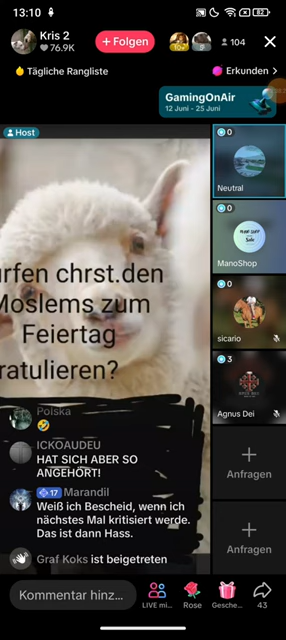 13:10
82
Kris 2
76.9K
+ Folgen
104
Tägliche Rangliste
Erkunden >
GamingOnAir
12 Juni - 25 Juni
Host
0
Neutral
0
ManoShop
0
sicario
3
Agnus Dei
urfen chrst.den
Moslems zum
Feiertag
ratulieren?
Polska
🤣
ICKOAUDEU
HAT SICH ABER SO
ANGEHÖRT!
17 Marandil
Weiß ich Bescheid, wenn ich
nächstes Mal kritisiert werde.
Das ist dann Hass.
Graf Koks ist beigetreten
+
Anfragen
+
Anfragen
Kommentar hinz...
LIVE mi...
Rose
Gesche...
43